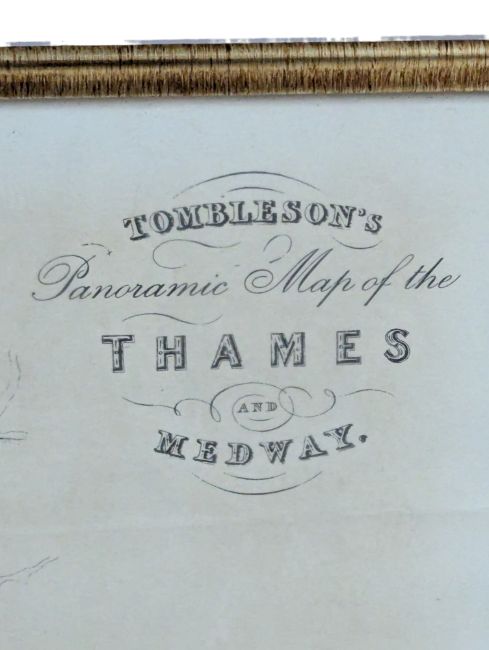 TOMBLESON'S
Panoramic Map of the
THAMES
AND
MEDWAY.